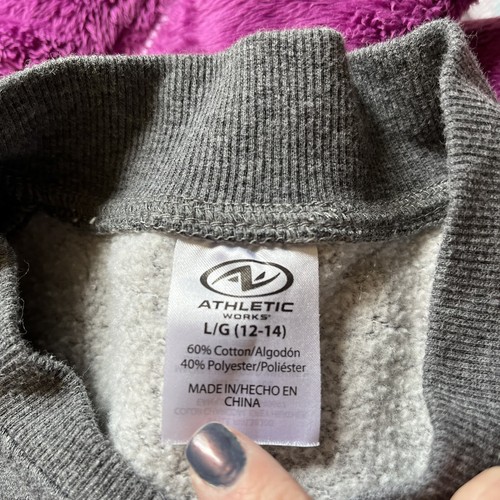 ATHLETIC
WORKS®
L/G (12-14)
60% Cotton/Algodón
40% Polyester/Poliéster
MADE IN/HECHO EN
CHINA